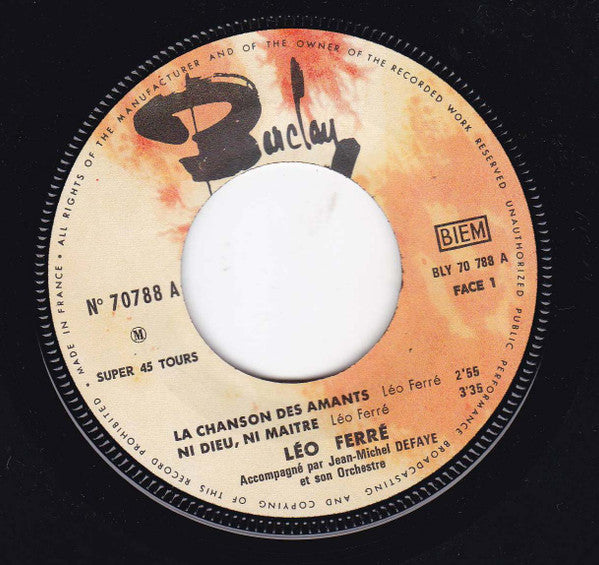 • MADE IN FRANCE • ALL RIGHTS OF THE MANUFACTURER AND OF THE OWNER OF THE RECORDED WORK RESERVED UNAUTHORIZED PUBLIC PERFORMANCE BROADCASTING AND COPYING OF THIS RECORD PROHIBITED
Barclay
BIEM
N° 70788 A
BLY 70 788 A
FACE 1
M
SUPER 45 TOURS
LA CHANSON DES AMANTS Léo Ferré 2'55
NI DIEU, NI MAITRE Léo Ferré 3'35
LÉO FERRÉ
Accompagné par Jean-Michel DEFAYE
et son Orchestre